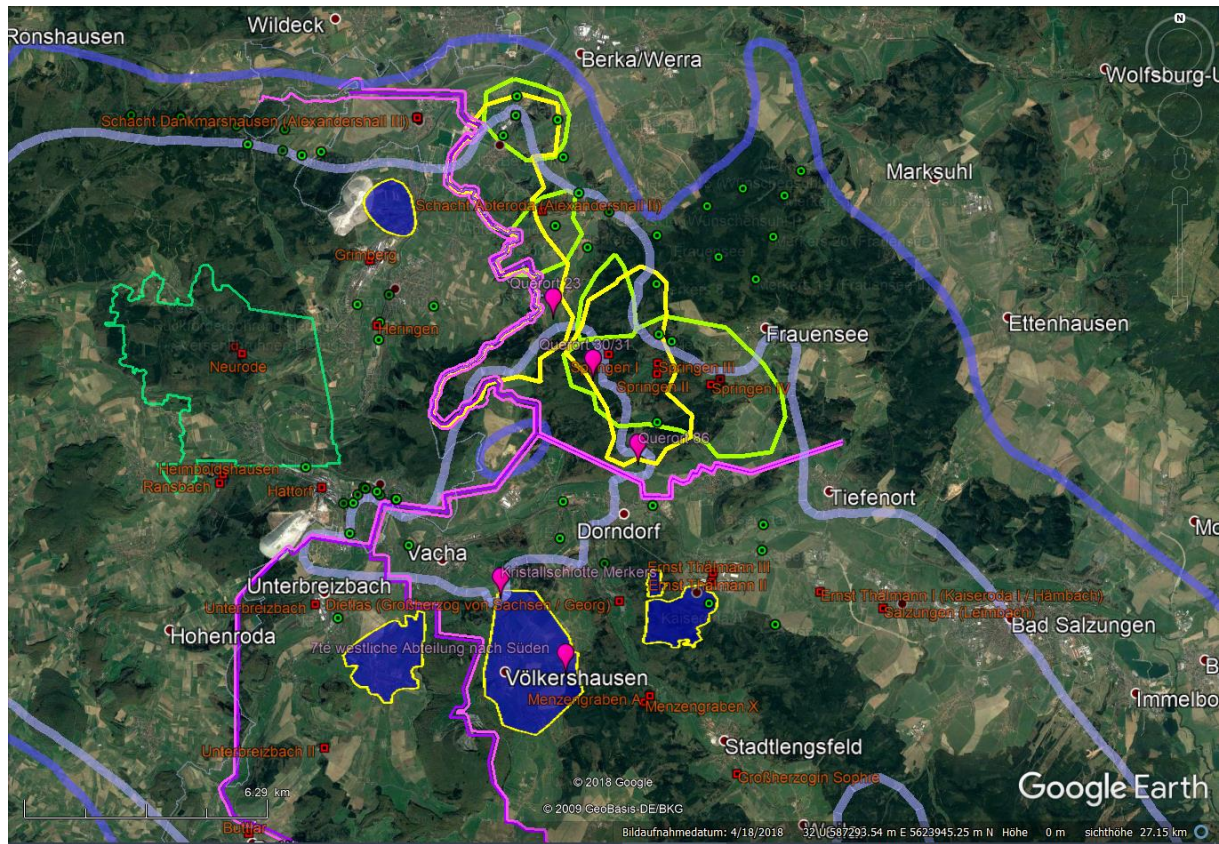 Wildeck
Ronshausen
Berka/Werra
Wolfsburg-U
Schacht Dankmarshausen (Alexandershall III)
Marksuhl
Schacht Abteroda (Alexandershall II)
Grimberg
Querort 23
Heringen
Ettenhausen
Frauensee
Querort 30/31
Neurode
Springen I
Springen III
Springen II
Springen IV
Querort 86
Heimboldshausen
Ransbach
Hattorf
Tiefenort
Dorndorf
Vacha
Kristallschlotte Merkers
Ernst Thälmann III
Ernst Thälmann II
Unterbreizbach
Unterbreizbach
Dietlas (Großherzog von Sachsen / Georg)
Ernst Thälmann I (Kaiseroda I / Hämbach)
Salzungen (Leimbach)
Bad Salzungen
Hohenroda
7te westliche Abteilung nach Süden
Völkershausen
Menzengraben A
Menzengraben X
Immelbo
Unterbreizbach II
Stadtlengsfeld
Großherzogin Sophie
6.29 km
© 2018 Google
© 2009 GeoBasis-DE/BKG
Google Earth
Buttlar
Bildaufnahmedatum: 4/18/2018 32 U 587293.54 m E 5623945.25 m N Höhe 0 m sichthöhe 27.15 km